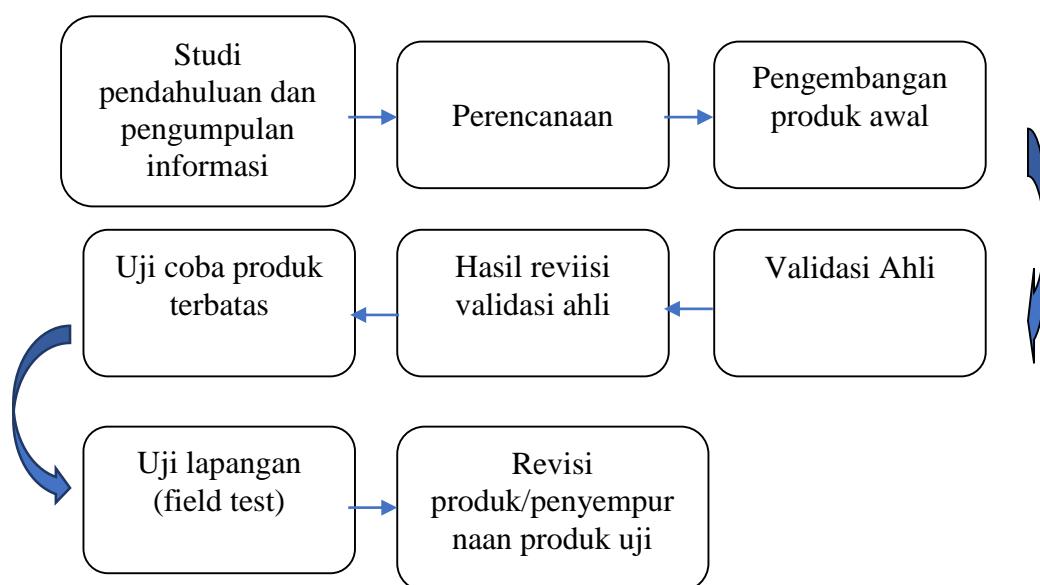 Studi
pendahuluan dan
pengumpulan
informasi
Perencanaan
Pengembangan
produk awal
Validasi Ahli
Hasil reviisi
validasi ahli
Uji coba produk
terbatas
Uji lapangan
(field test)
Revisi
produk/penyempur
naan produk uji